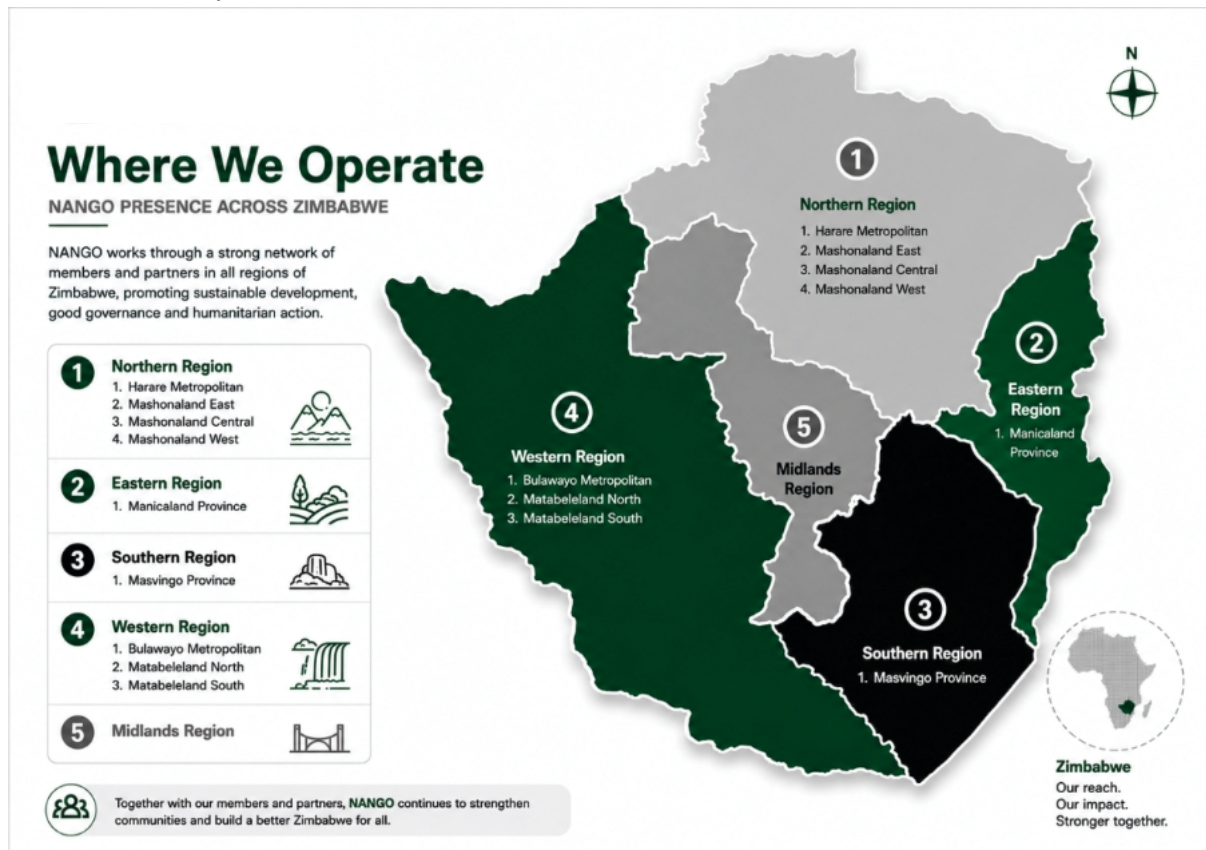 N
Where We Operate
NANGO PRESENCE ACROSS ZIMBABWE
NANGO works through a strong network of
members and partners in all regions of
Zimbabwe, promoting sustainable development,
good governance and humanitarian action.
1
Northern Region
1. Harare Metropolitan
2. Mashonaland East
3. Mashonaland Central
4. Mashonaland West
2
Eastern Region
1. Manicaland Province
3
Southern Region
1. Masvingo Province
4
Western Region
1. Bulawayo Metropolitan
2. Matabeleland North
3. Matabeleland South
5
Midlands Region
Together with our members and partners, NANGO continues to strengthen
communities and build a better Zimbabwe for all.
1
Northern Region
1. Harare Metropolitan
2. Mashonaland East
3. Mashonaland Central
4. Mashonaland West
2
Eastern
Region
1. Manicaland
Province
4
Western Region
1. Bulawayo Metropolitan
2. Matabeleland North
3. Matabeleland South
5
Midlands
Region
3
Southern Region
1. Masvingo Province
Zimbabwe
Our reach.
Our impact.
Stronger together.